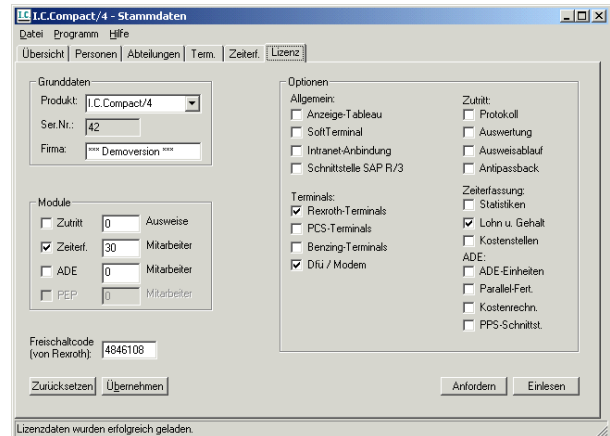 I.C.Compact/4 - Stammdaten
Datei Programm Hilfe
Übersicht Personen Abteilungen Term. Zeiterf. Lizenz
Grunddaten
Produkt: I.C.Compact/4
Ser.Nr.: 42
Firma: *** Demoversion ***
Module
Zutritt 0 Ausweise
Zeiterf. 30 Mitarbeiter
ADE 0 Mitarbeiter
PEP 0 Mitarbeiter
Freischaltcode
(von Rexroth): 4846108
Zurücksetzen Übernehmen
Optionen
Allgemein:
Anzeige-Tableau
SoftTerminal
Intranet-Anbindung
Schnittstelle SAP R/3
Terminals:
Rexroth-Terminals
PCS-Terminals
Benzing-Terminals
Dfü / Modem
Zutritt:
Protokoll
Auswertung
Ausweisablauf
Antipassback
Zeiterfassung:
Statistiken
Lohn u. Gehalt
Kostenstellen
ADE:
ADE-Einheiten
Parallel-Fert.
Kostenrechn.
PPS-Schnittst.
Anfordern Einlesen
Lizenzdaten wurden erfolgreich geladen.